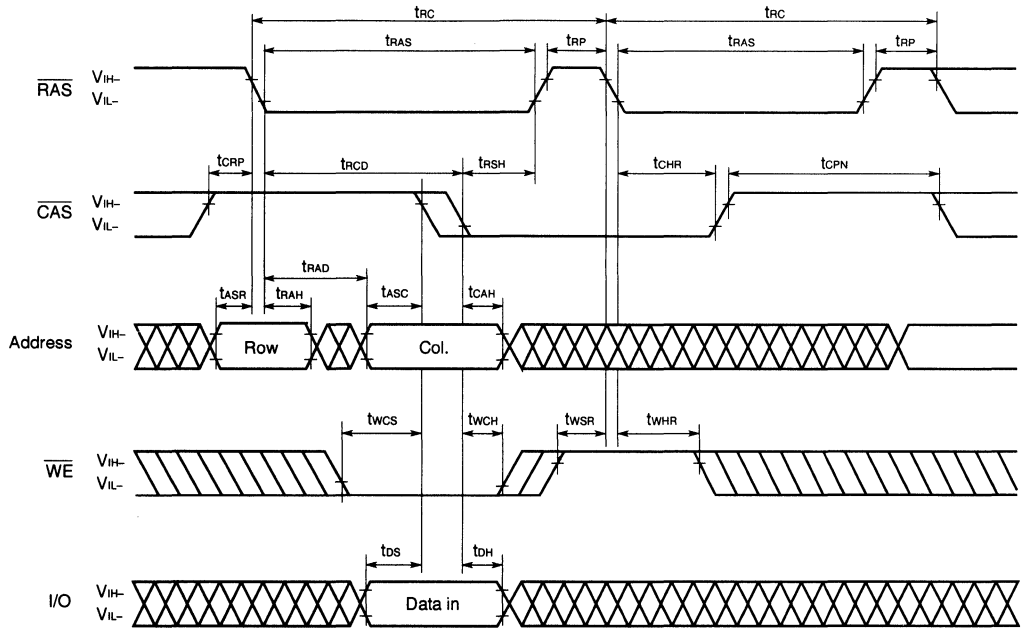 tRC tRC
tRAS tRP tRAS tRP
RAS VIH– VIL–
tCRP tRCD tRSH tCHR tCPN
CAS VIH– VIL–
tRAD
tASR tRAH tASC tCAH
Address VIH– VIL– Row Col.
tWCS tWCH tWSR tWHR
WE VIH– VIL–
tDS tDH
I/O VIH– VIL– Data in